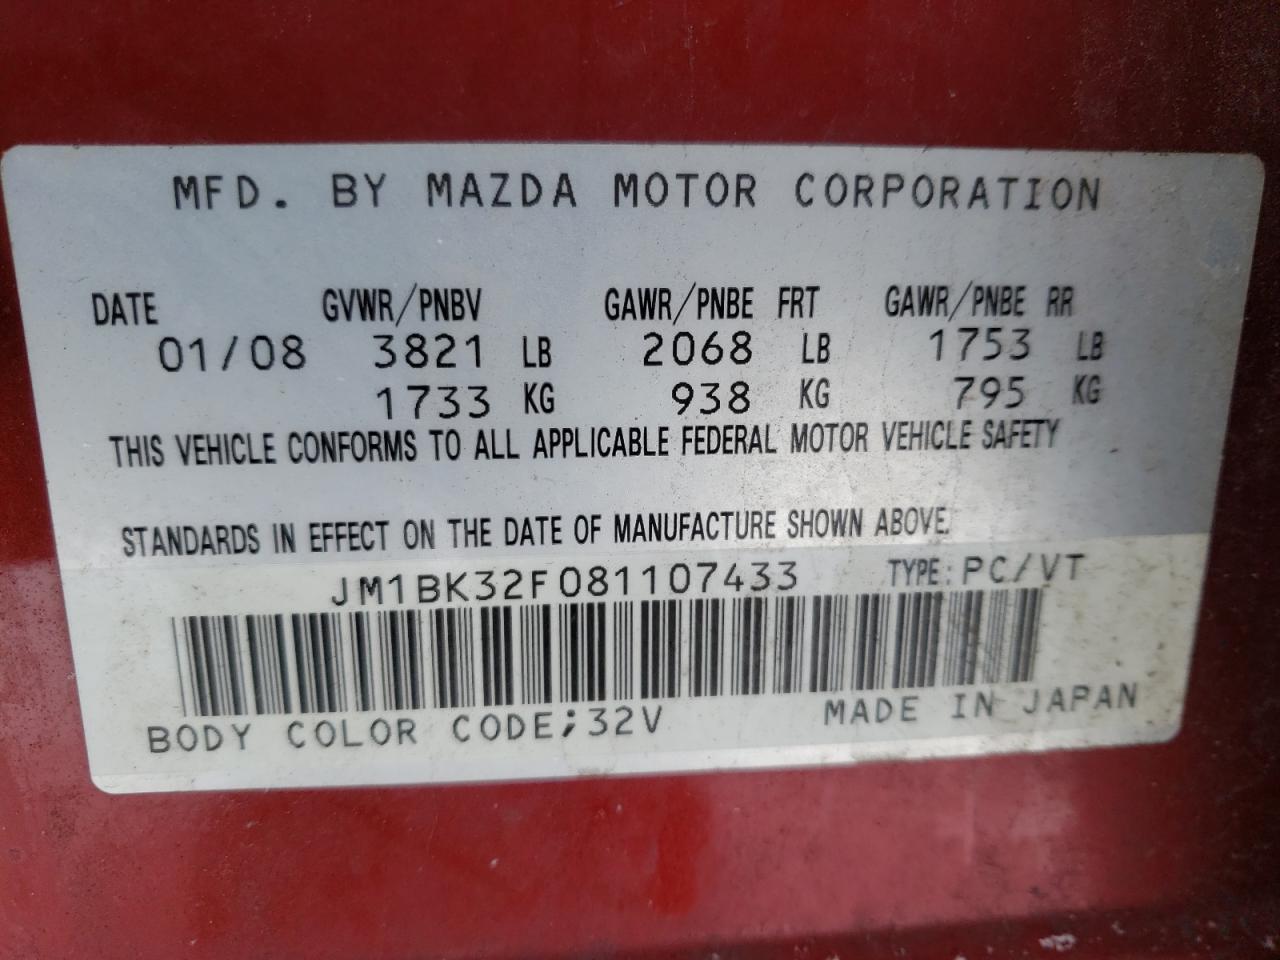 MFD. BY MAZDA MOTOR CORPORATION
DATE GVWR/PNBV GAWR/PNBE FRT GAWR/PNBE RR
01/08 3821 LB 2068 LB 1753 LB
1733 KG 938 KG 795 KG
THIS VEHICLE CONFORMS TO ALL APPLICABLE FEDERAL MOTOR VEHICLE SAFETY
STANDARDS IN EFFECT ON THE DATE OF MANUFACTURE SHOWN ABOVE.
JM1BK32F081107433 TYPE: PC/VT
BODY COLOR CODE;32V MADE IN JAPAN